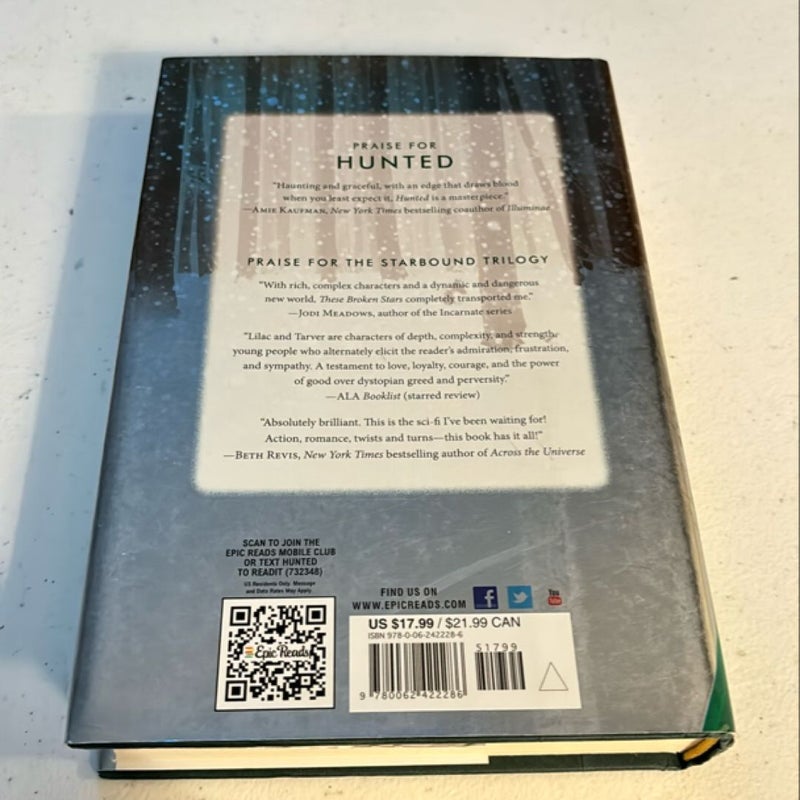 PRAISE FOR
HUNTED
"Haunting and graceful, with an edge that draws blood
when you least expect it, Hunted is a masterpiece."
—AMIE KAUFMAN, New York Times bestselling coauthor of Illuminae
PRAISE FOR THE STARBOUND TRILOGY
"With rich, complex characters and a dynamic and dangerous
new world, These Broken Stars completely transported me."
—JODI MEADOWS, author of the Incarnate series
"Lilac and Tarver are characters of depth, complexity, and strength:
young people who alternately elicit the reader's admiration, frustration,
and sympathy. A testament to love, loyalty, courage, and the power
of good over dystopian greed and perversity."
—ALA Booklist (starred review)
"Absolutely brilliant. This is the sci-fi I've been waiting for!
Action, romance, twists and turns—this book has it all!"
—BETH REVIS, New York Times bestselling author of Across the Universe
SCAN TO JOIN THE
EPIC READS MOBILE CLUB
OR TEXT HUNTED
TO READIT (732348)
US Residents Only. Message
and Data Rates May Apply
Epic Reads
FIND US ON
WWW.EPICREADS.COM
You
Tube
US $17.99 / $21.99 CAN
ISBN 978-0-06-242228-6
51799
9 780062 422286